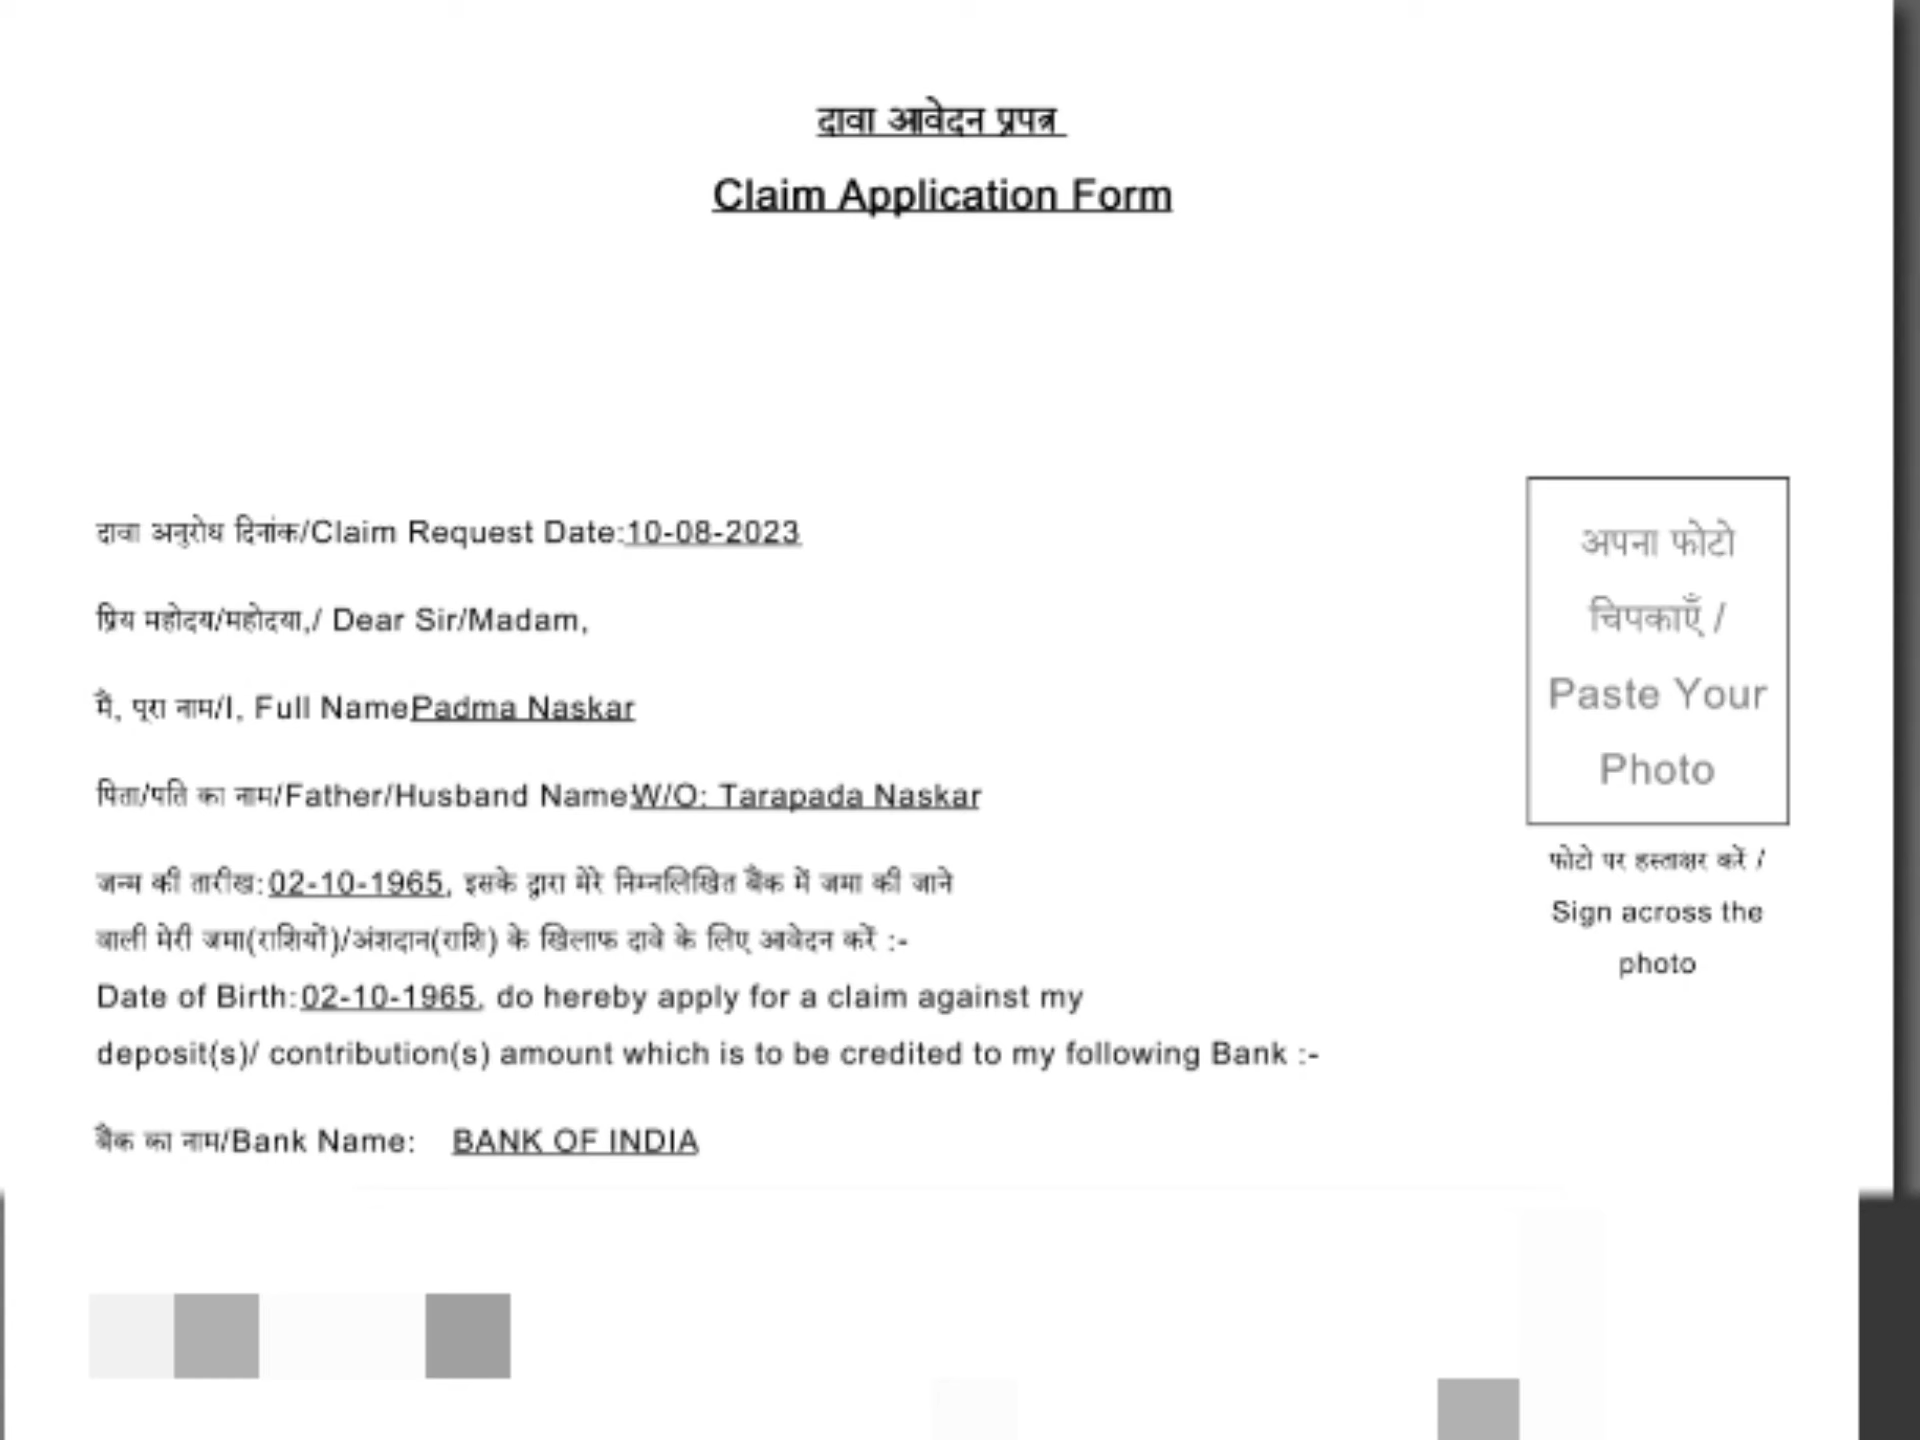 दावा आवेदन प्रपत्र
Claim Application Form
दावा अनुरोध दिनांक/Claim Request Date:10-08-2023
प्रिय महोदय/महोदया,/ Dear Sir/Madam,
मै, पूरा नाम/I, Full NamePadma Naskar
पिता/पति का नाम/Father/Husband Name:W/O: Tarapada Naskar
जन्म की तारीख:02-10-1965, इसके द्वारा मेरे निम्नलिखित बैंक में जमा की जाने
वाली मेरी जमा(राशियों)/अंशदान(राशि) के खिलाफ दावे के लिए आवेदन करें :-
Date of Birth:02-10-1965, do hereby apply for a claim against my
deposit(s)/ contribution(s) amount which is to be credited to my following Bank :-
बैंक का नाम/Bank Name: BANK OF INDIA
अपना फोटो
चिपकाएँ /
Paste Your
Photo
फोटो पर हस्ताक्षर करें /
Sign across the
photo